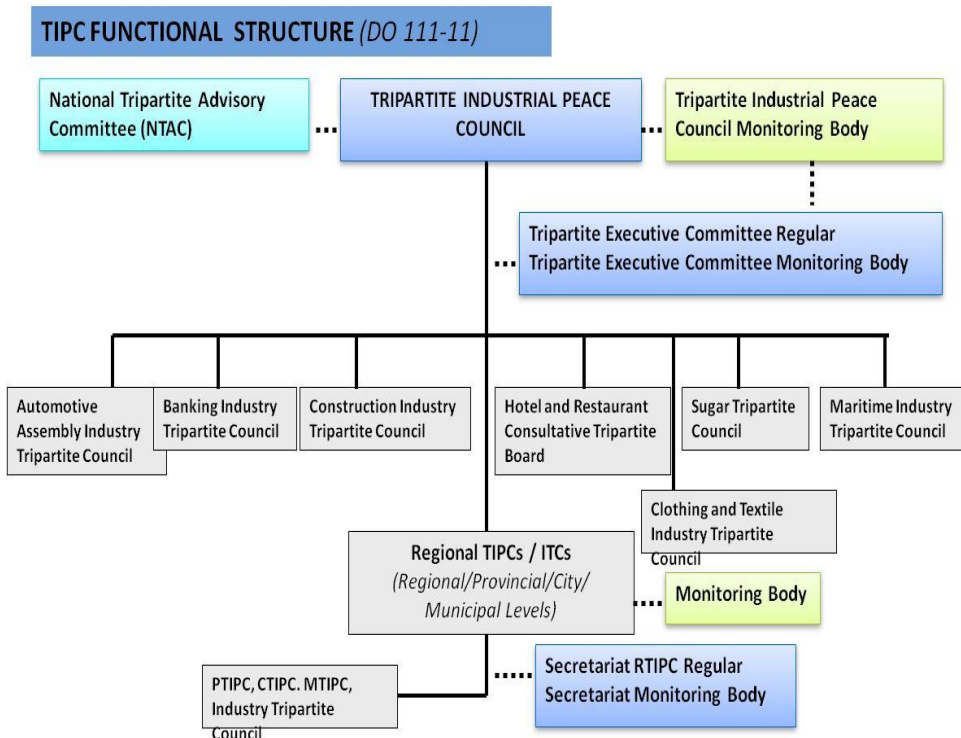 TIPC FUNCTIONAL STRUCTURE (DO 111-11)
National Tripartite Advisory
Committee (NTAC)
TRIPARTITE INDUSTRIAL PEACE
COUNCIL
Tripartite Industrial Peace
Council Monitoring Body
Tripartite Executive Committee Regular
Tripartite Executive Committee Monitoring Body
Automotive
Assembly Industry
Tripartite Council
Banking Industry
Tripartite Council
Construction Industry
Tripartite Council
Hotel and Restaurant
Consultative Tripartite
Board
Sugar Tripartite
Council
Maritime Industry
Tripartite Council
Clothing and Textile
Industry Tripartite
Council
Regional TIPCs / ITCs
(Regional/Provincial/City/
Municipal Levels)
Monitoring Body
Secretariat RTIPC Regular
Secretariat Monitoring Body
PTIPC, CTIPC. MTIPC,
Industry Tripartite
Council